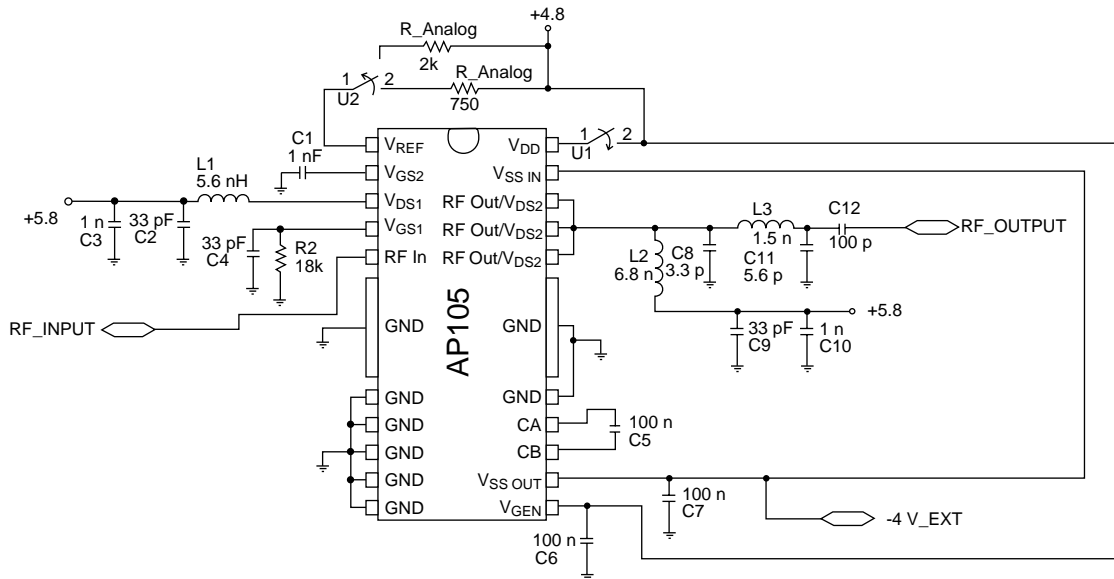 +4.8
R_Analog
2k
R_Analog
1 2
750
U2
C1
1 nF
VREF
VDD
1 2
U1
L1
5.6 nH
VGS2
VSS IN
+5.8
1 n
C3
33 pF
C2
VDS1
RF Out/VDS2
L3
1.5 n
C12
100 p
RF_OUTPUT
33 pF
C4
R2
18k
VGS1
RF Out/VDS2
L2
6.8 n
C8
3.3 p
C11
5.6 p
RF In
RF Out/VDS2
RF_INPUT
GND
AP105
GND
+5.8
33 pF
C9
1 n
C10
GND
GND
GND
CA
100 n
C5
GND
CB
GND
VSS OUT
100 n
C7
GND
VGEN
-4 V_EXT
100 n
C6